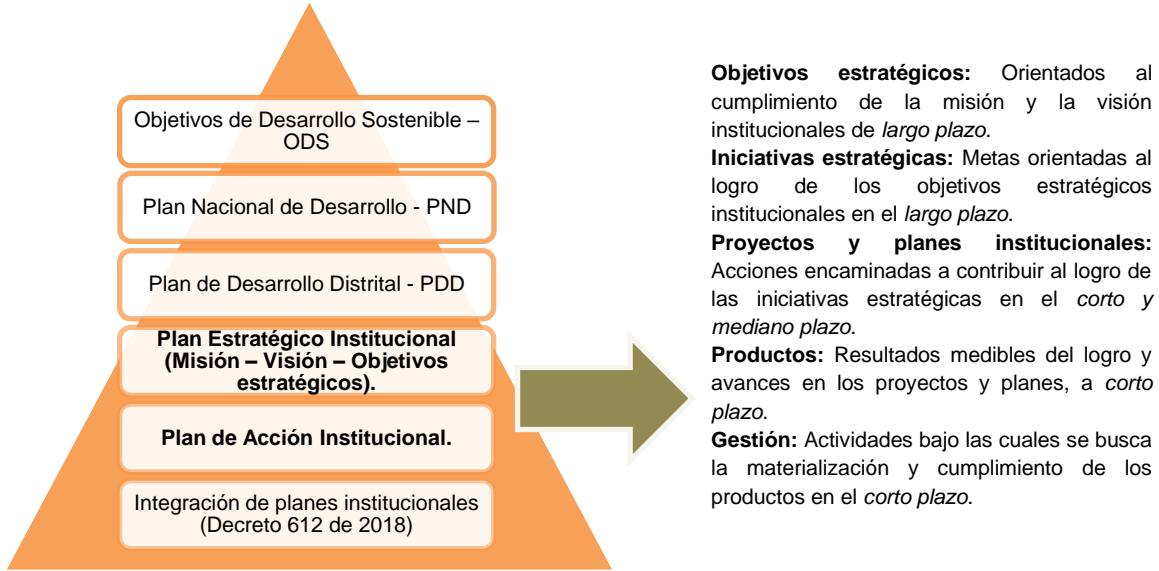 Objetivos de Desarrollo Sostenible –
ODS
Plan Nacional de Desarrollo - PND
Plan de Desarrollo Distrital - PDD
Plan Estratégico Institucional
(Misión – Visión – Objetivos
estratégicos).
Plan de Acción Institucional.
Integración de planes institucionales
(Decreto 612 de 2018)
Objetivos estratégicos: Orientados al
cumplimiento de la misión y la visión
institucionales de largo plazo.
Iniciativas estratégicas: Metas orientadas al
logro de los objetivos estratégicos
institucionales en el largo plazo.
Proyectos y planes institucionales:
Acciones encaminadas a contribuir al logro de
las iniciativas estratégicas en el corto y
mediano plazo.
Productos: Resultados medibles del logro y
avances en los proyectos y planes, a corto
plazo.
Gestión: Actividades bajo las cuales se busca
la materialización y cumplimiento de los
productos en el corto plazo.